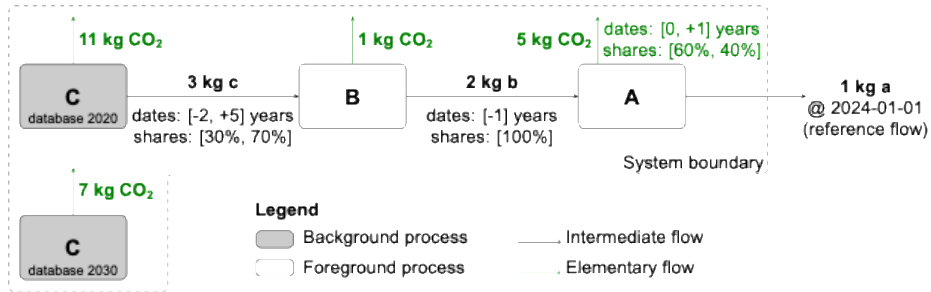 11 kg CO₂
1 kg CO₂
5 kg CO₂
dates: [0, +1] years
shares: [60%, 40%]
C
database 2020
3 kg c
dates: [-2, +5] years
shares: [30%, 70%]
B
2 kg b
dates: [-1] years
shares: [100%]
A
1 kg a
@ 2024-01-01
(reference flow)
System boundary
7 kg CO₂
C
database 2030
Legend
Background process
Intermediate flow
Foreground process
Elementary flow